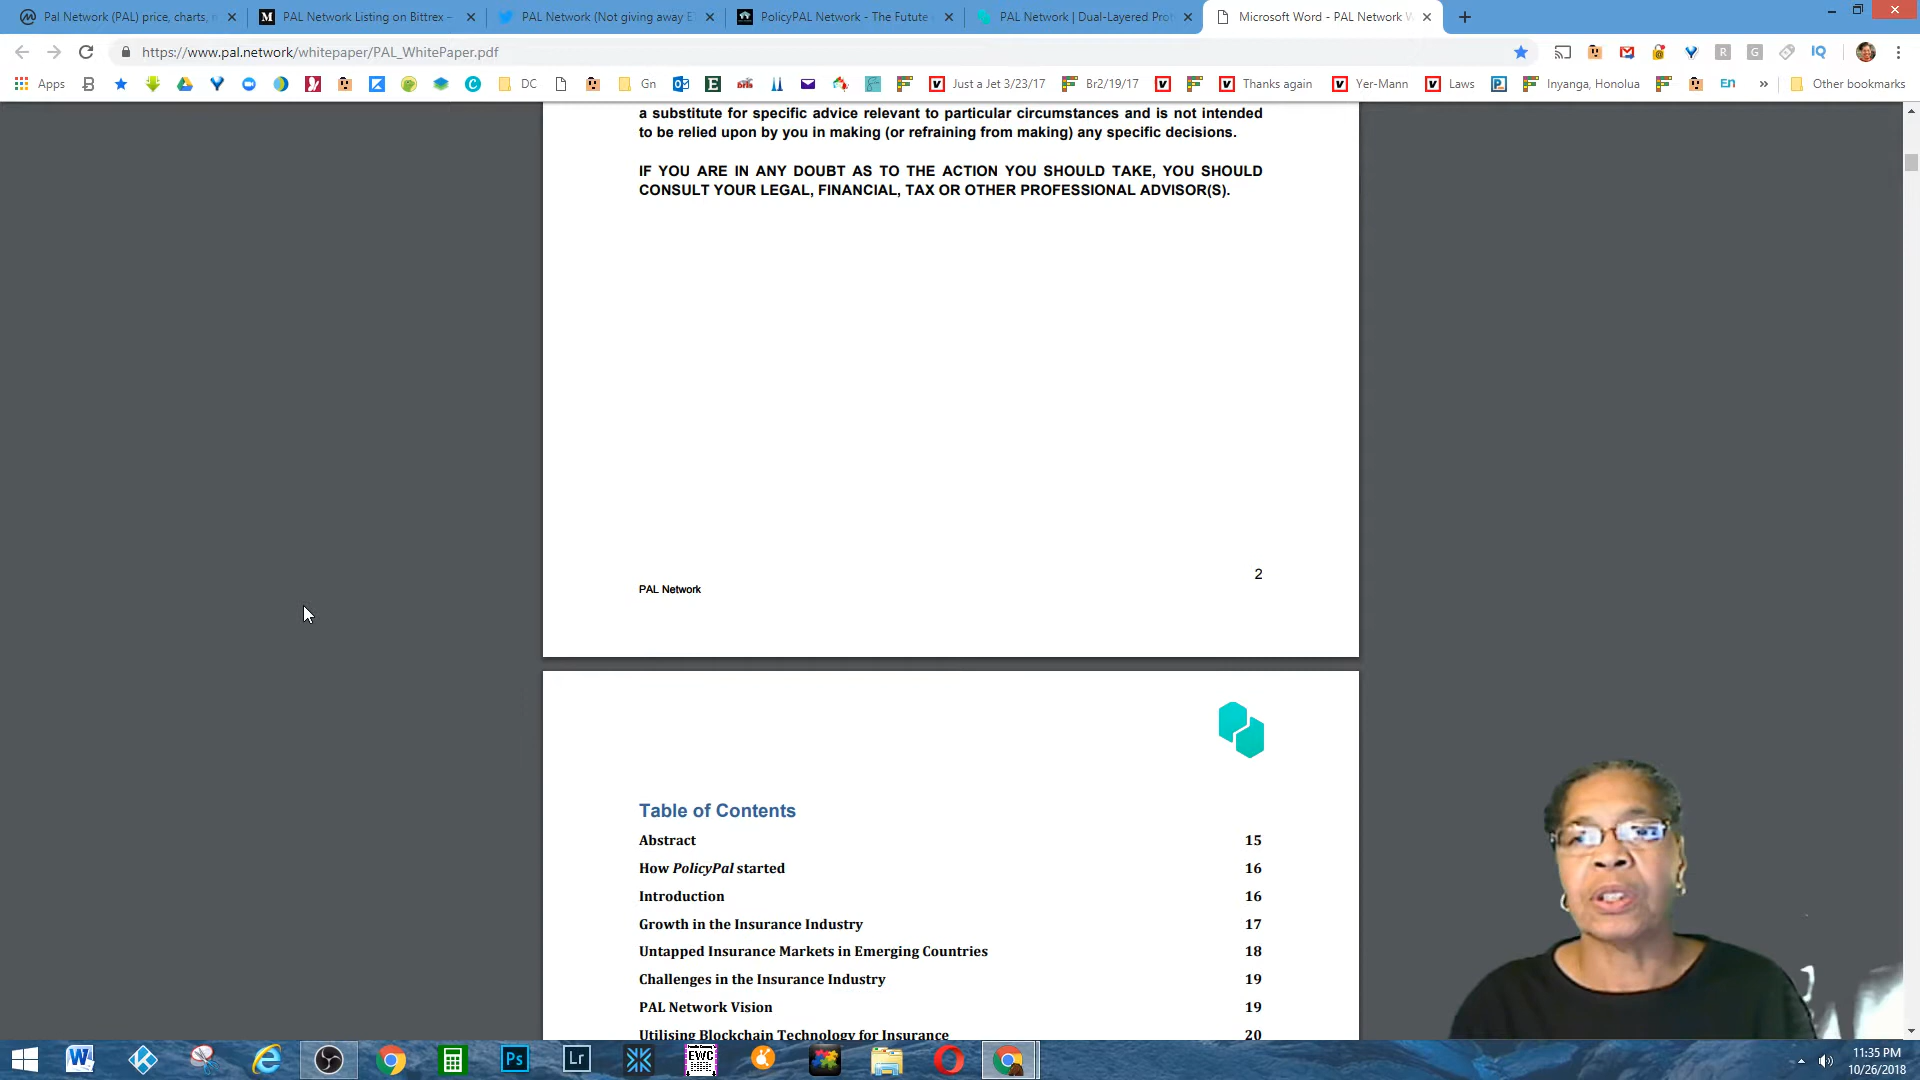 Pal Network (PAL) price, charts,
PAL Network Listing on Bittrex –
PAL Network (Not giving away E
PolicyPAL Network - The Futute
PAL Network | Dual-Layered Prot
Microsoft Word - PAL Network W
https://www.pal.network/whitepaper/PAL_WhitePaper.pdf
Apps
DC
Gn
Just a Jet 3/23/17
Br2/19/17
Thanks again
Yer-Mann
Laws
Inyanga, Honolua
En
»
Other bookmarks
a substitute for specific advice relevant to particular circumstances and is not intended
to be relied upon by you in making (or refraining from making) any specific decisions.
IF YOU ARE IN ANY DOUBT AS TO THE ACTION YOU SHOULD TAKE, YOU SHOULD
CONSULT YOUR LEGAL, FINANCIAL, TAX OR OTHER PROFESSIONAL ADVISOR(S).
2
PAL Network
Table of Contents
Abstract 15
How PolicyPal started 16
Introduction 16
Growth in the Insurance Industry 17
Untapped Insurance Markets in Emerging Countries 18
Challenges in the Insurance Industry 19
PAL Network Vision 19
Utilising Blockchain Technology for Insurance 20
Ps
Lr
EWC
11:35 PM
10/26/2018